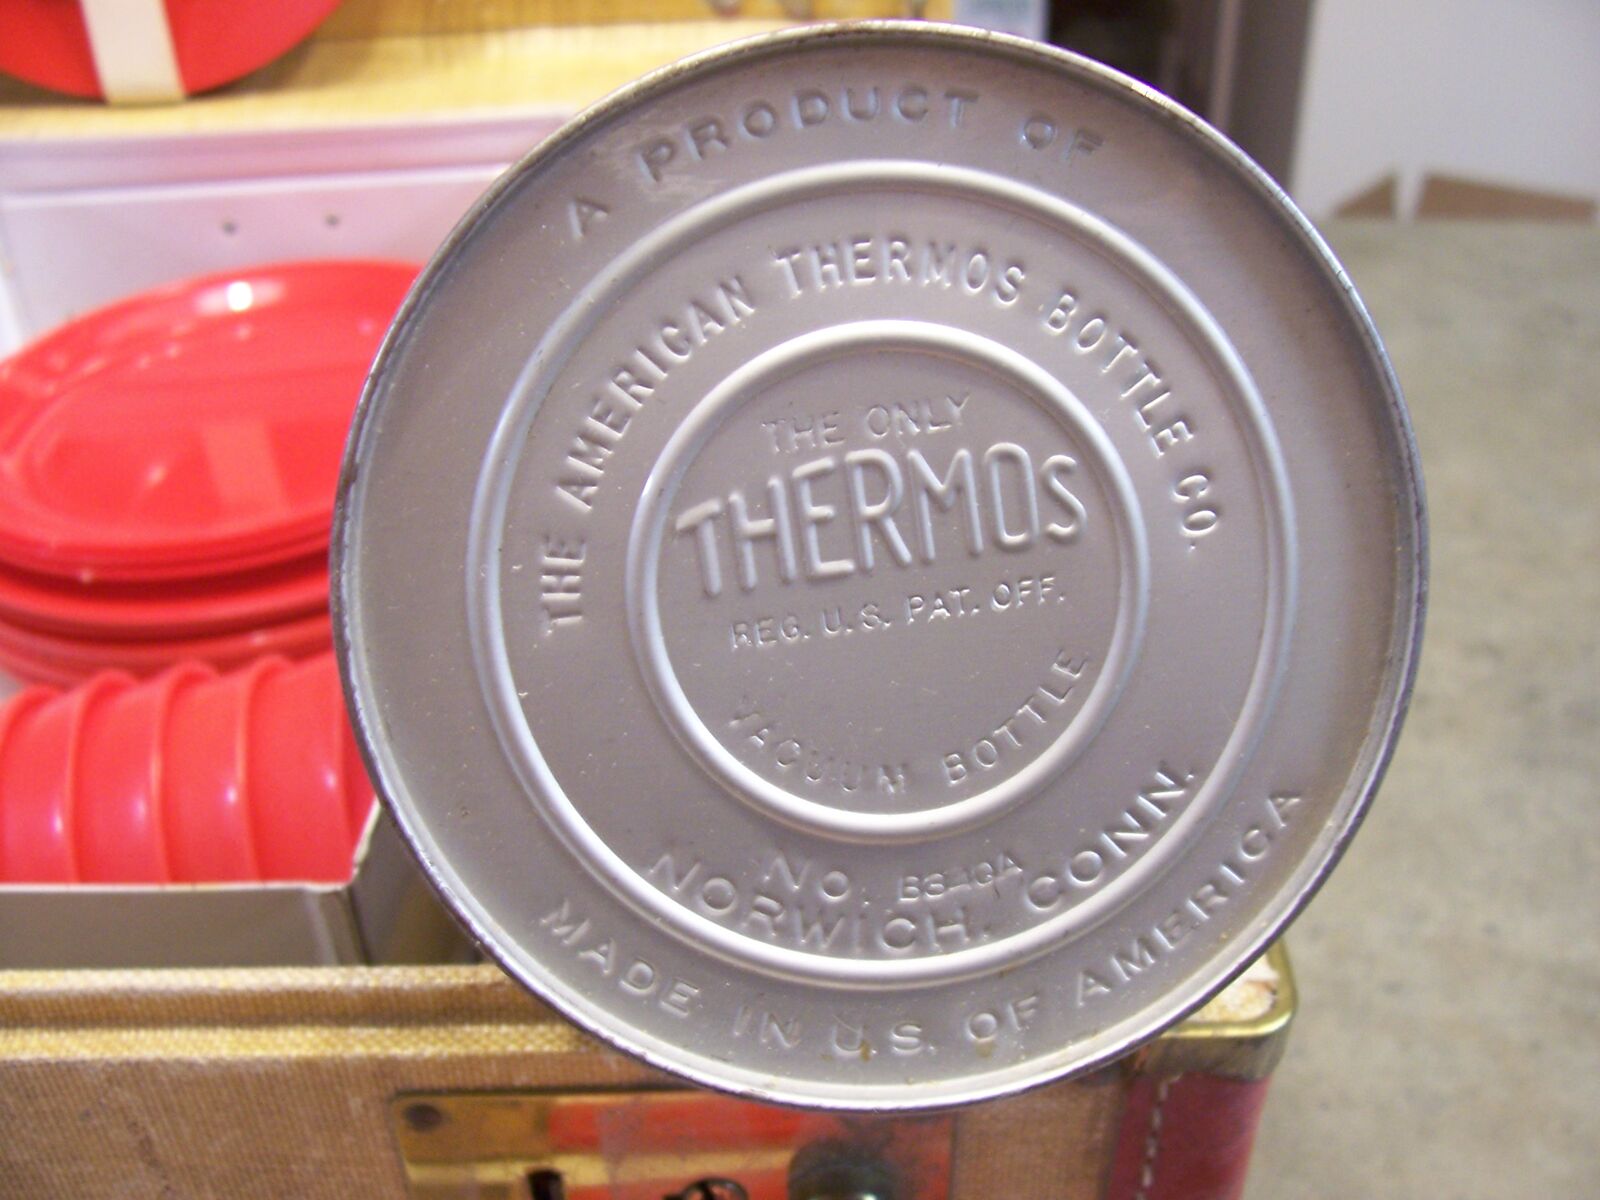 A PRODUCT OF
THE AMERICAN THERMOS BOTTLE CO.
THE ONLY
THERMOS
REG. U.S. PAT. OFF.
VACUUM BOTTLE
NO.
NORWICH, CONN.
MADE IN U.S. OF AMERICA